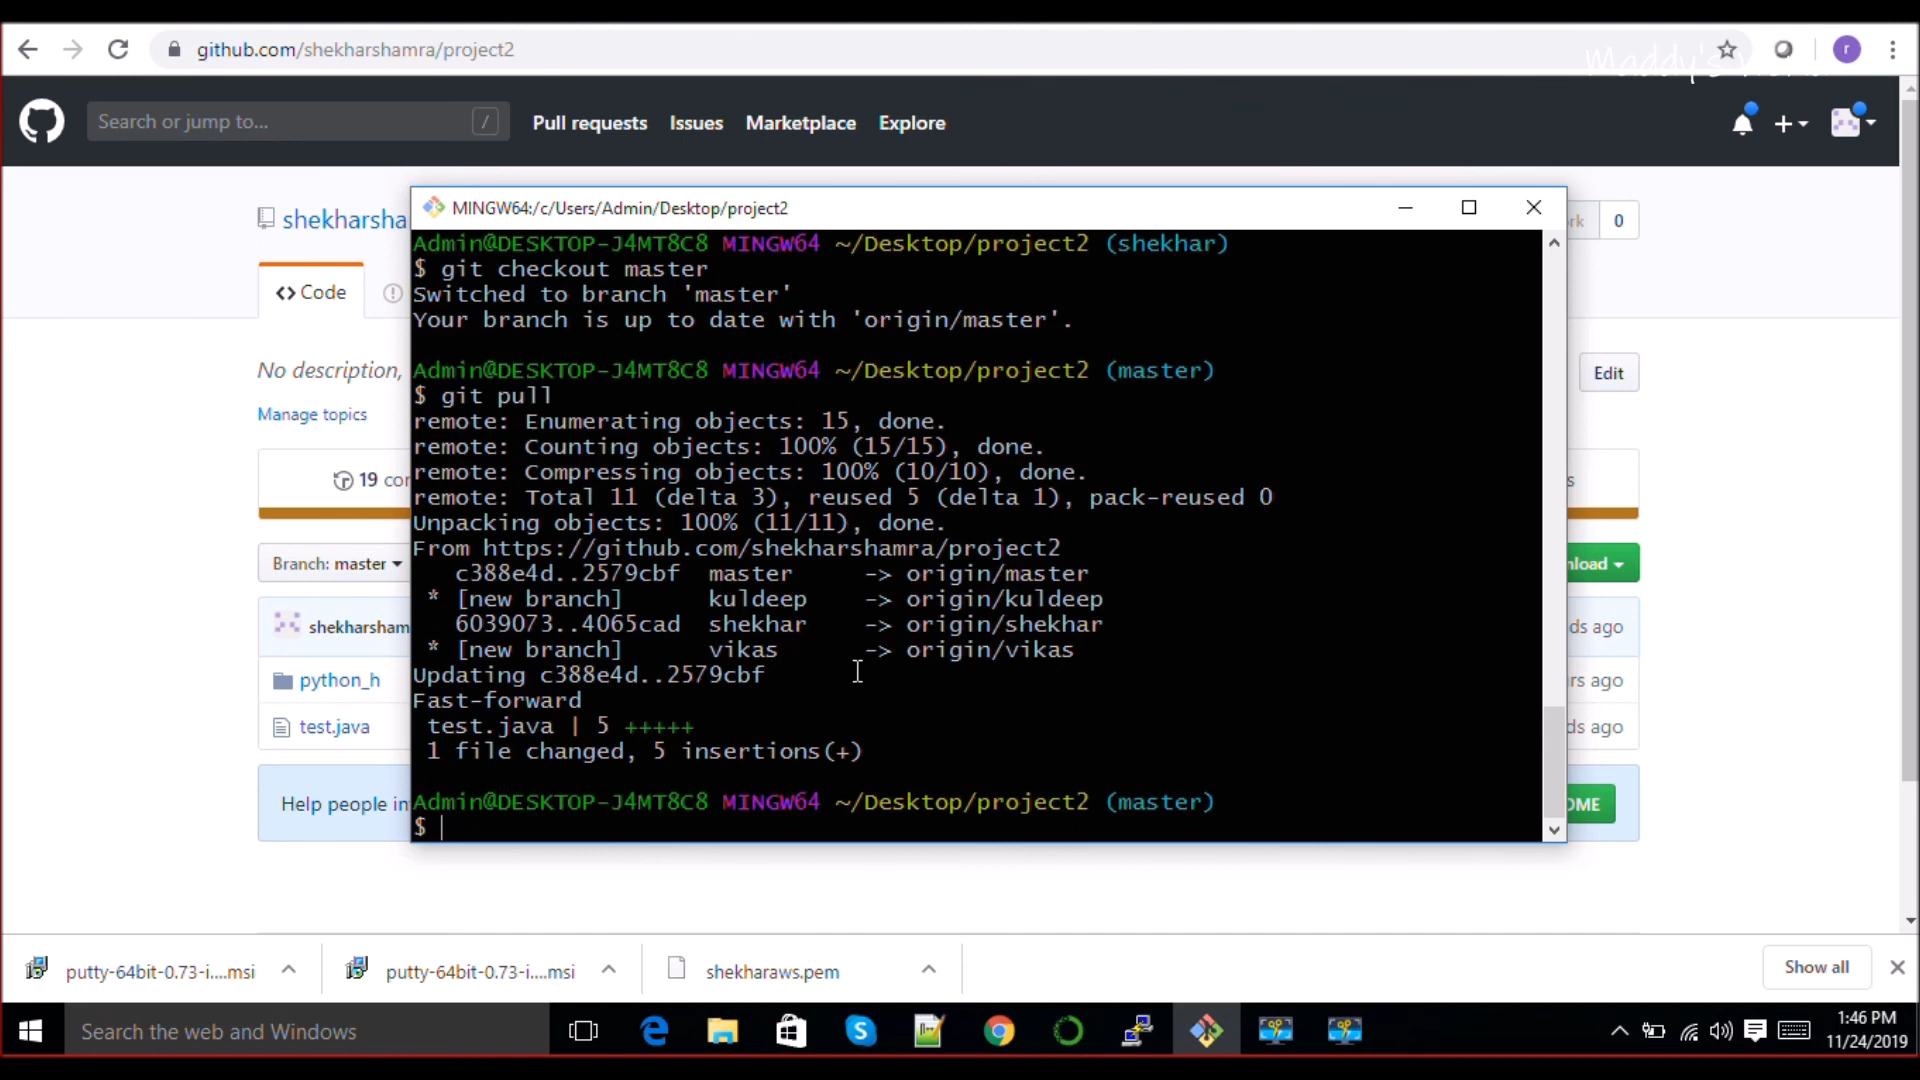 github.com/shekharshamra/project2
Maddy's
Search or jump to...
/
Pull requests
Issues
Marketplace
Explore
shekharsha
rk
0
Code
No description,
Edit
Manage topics
19 co
s
Branch: master
nload
shekharsham
ds ago
python_h
rs ago
test.java
ds ago
Help people in
OME
MINGW64:/c/Users/Admin/Desktop/project2
Admin@DESKTOP-J4MT8C8 MINGW64 ~/Desktop/project2 (shekhar)
$ git checkout master
Switched to branch 'master'
Your branch is up to date with 'origin/master'.
Admin@DESKTOP-J4MT8C8 MINGW64 ~/Desktop/project2 (master)
$ git pull
remote: Enumerating objects: 15, done.
remote: Counting objects: 100% (15/15), done.
remote: Compressing objects: 100% (10/10), done.
remote: Total 11 (delta 3), reused 5 (delta 1), pack-reused 0
Unpacking objects: 100% (11/11), done.
From https://github.com/shekharshamra/project2
c388e4d..2579cbf master -> origin/master
* [new branch] kuldeep -> origin/kuldeep
6039073..4065cad shekhar -> origin/shekhar
* [new branch] vikas -> origin/vikas
Updating c388e4d..2579cbf
Fast-forward
test.java | 5 +++++
1 file changed, 5 insertions(+)
Admin@DESKTOP-J4MT8C8 MINGW64 ~/Desktop/project2 (master)
$
putty-64bit-0.73-i....msi
putty-64bit-0.73-i....msi
shekharaws.pem
Show all
Search the web and Windows
1:46 PM
11/24/2019